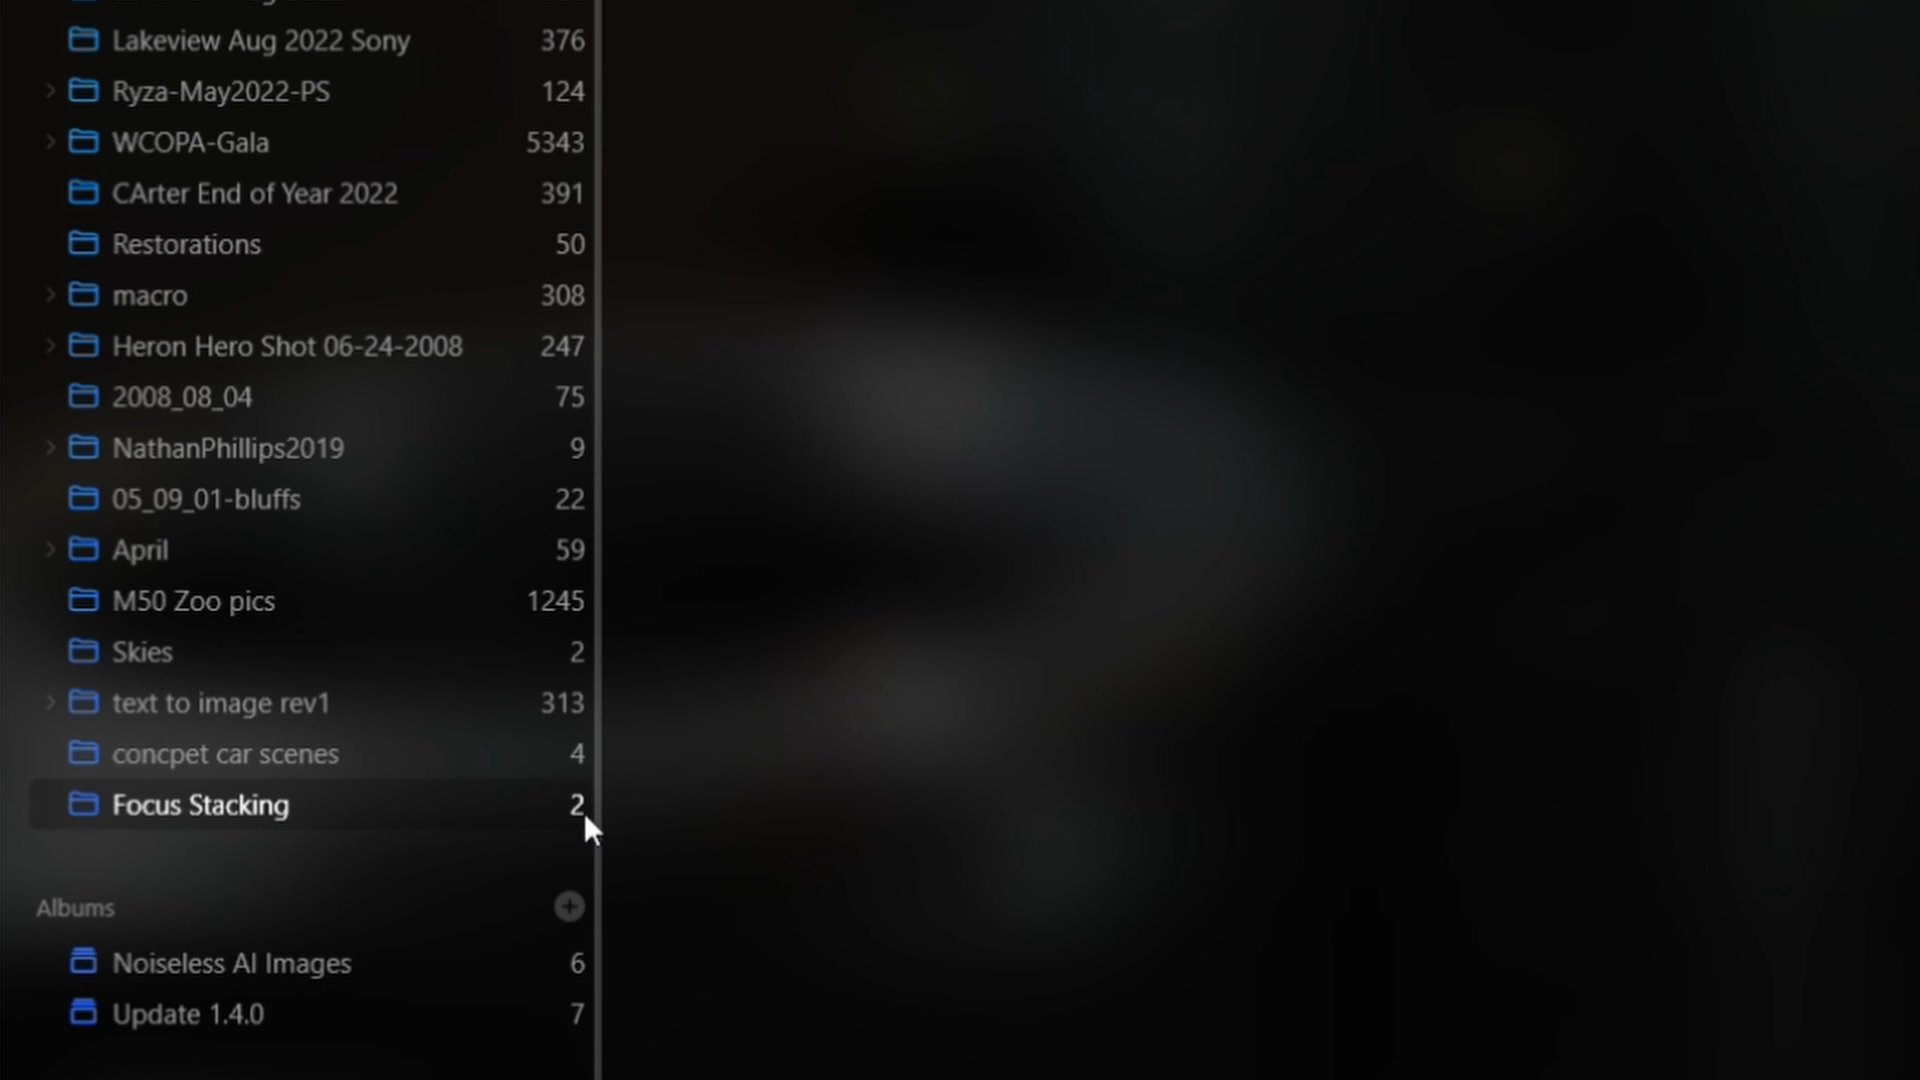 Lakeview Aug 2022 Sony 376
Ryza-May2022-PS 124
WCOPA-Gala 5343
CArter End of Year 2022 391
Restorations 50
macro 308
Heron Hero Shot 06-24-2008 247
2008_08_04 75
NathanPhillips2019 9
05_09_01-bluffs 22
April 59
M50 Zoo pics 1245
Skies 2
text to image rev1 313
concpet car scenes 4
Focus Stacking 2
Albums
Noiseless AI Images 6
Update 1.4.0 7